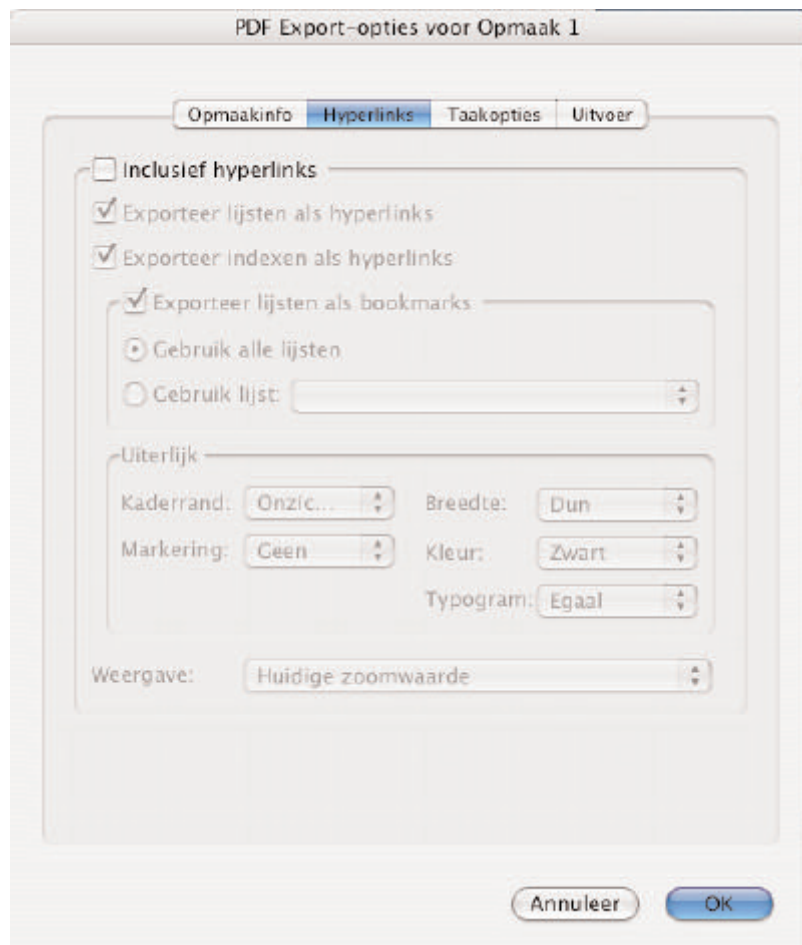 PDF Export-opties voor Opmaak 1
Opmaakinfo Hyperlinks Taakopties Uitvoer
Inclusief hyperlinks
Exporteer lijsten als hyperlinks
Exporteer indexen als hyperlinks
Exporteer lijsten als bookmarks
Gebruik alle lijsten
Gebruik lijst:
Uiterlijk
Kaderrand: Onzic... Breedte: Dun
Markering: Geen Kleur: Zwart
Typogram: Egaal
Weergave: Huidige zoomwaarde
Annuleer OK